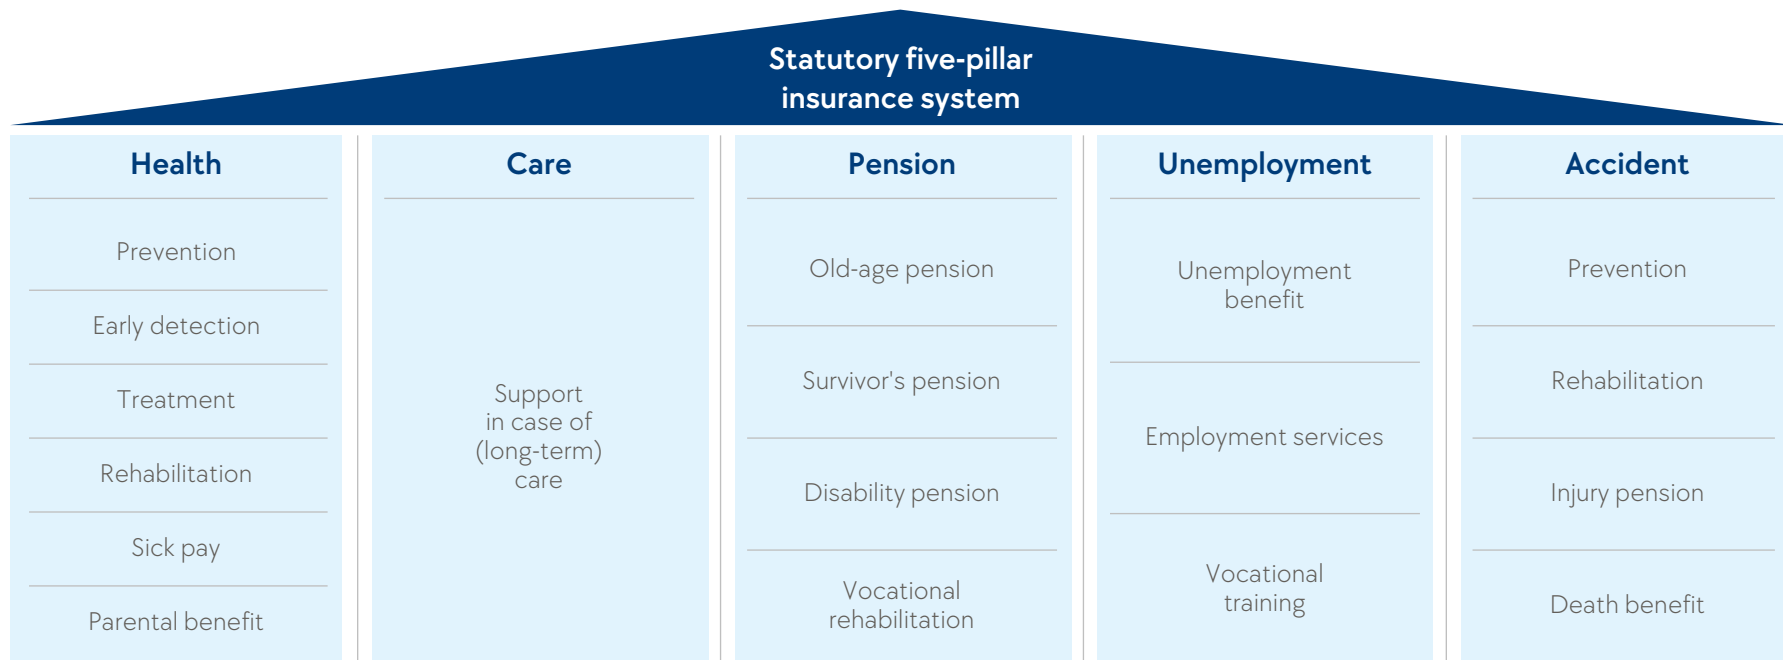 Statutory five-pillar
insurance system
Health
Prevention
Early detection
Treatment
Rehabilitation
Sick pay
Parental benefit
Care
Support
in case of
(long-term)
care
Pension
Old-age pension
Survivor's pension
Disability pension
Vocational
rehabilitation
Unemployment
Unemployment
benefit
Employment services
Vocational
training
Accident
Prevention
Rehabilitation
Injury pension
Death benefit